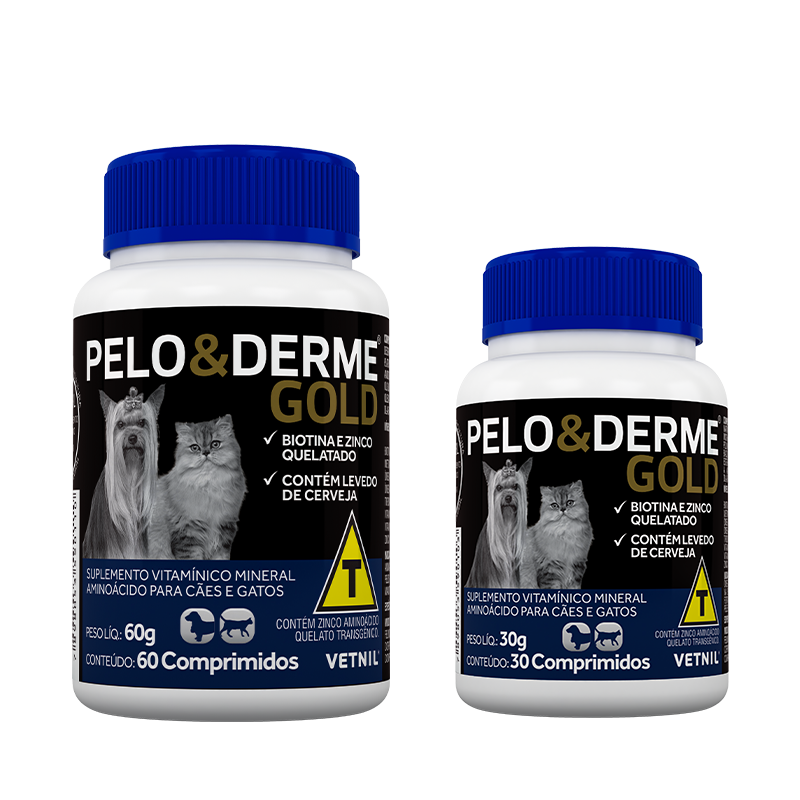 PELO&DERME®
GOLD
✓ BIOTINA E ZINCO
QUELATADO
✓ CONTÉM LEVEDO
DE CERVEJA
T
SUPLEMENTO VITAMÍNICO MINERAL
AMINOÁCIDO PARA CÃES E GATOS
CONTÉM ZINCO AMINOÁCIDO
QUELATO TRANSGÊNICO
PESO LÍQ.: 60g
CONTEÚDO: 60 Comprimidos
VETNIL®
PELO&DERME®
GOLD
✓ BIOTINA E ZINCO
QUELATADO
✓ CONTÉM LEVEDO
DE CERVEJA
T
SUPLEMENTO VITAMÍNICO MINERAL
AMINOÁCIDO PARA CÃES E GATOS
CONTÉM ZINCO AMINOÁCIDO
QUELATO TRANSGÊNICO
PESO LÍQ.: 30g
CONTEÚDO: 30 Comprimidos
VETNIL®